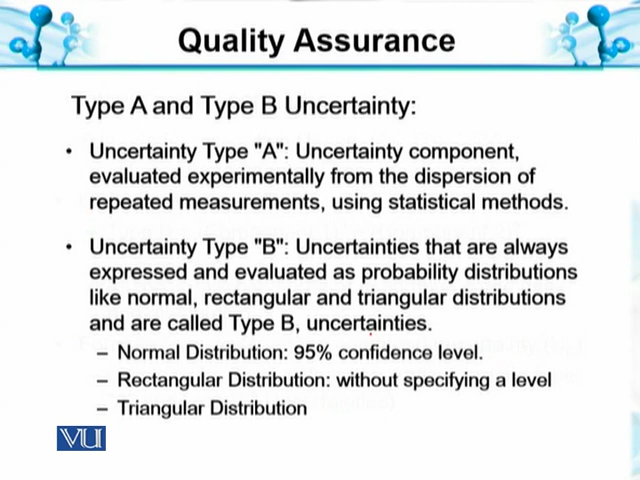 Quality Assurance
Type A and Type B Uncertainty:
• Uncertainty Type "A": Uncertainty component,
evaluated experimentally from the dispersion of
repeated measurements, using statistical methods.
• Uncertainty Type "B": Uncertainties that are always
expressed and evaluated as probability distributions
like normal, rectangular and triangular distributions
and are called Type B, uncertainties.
– Normal Distribution: 95% confidence level.
– Rectangular Distribution: without specifying a level
– Triangular Distribution
VU